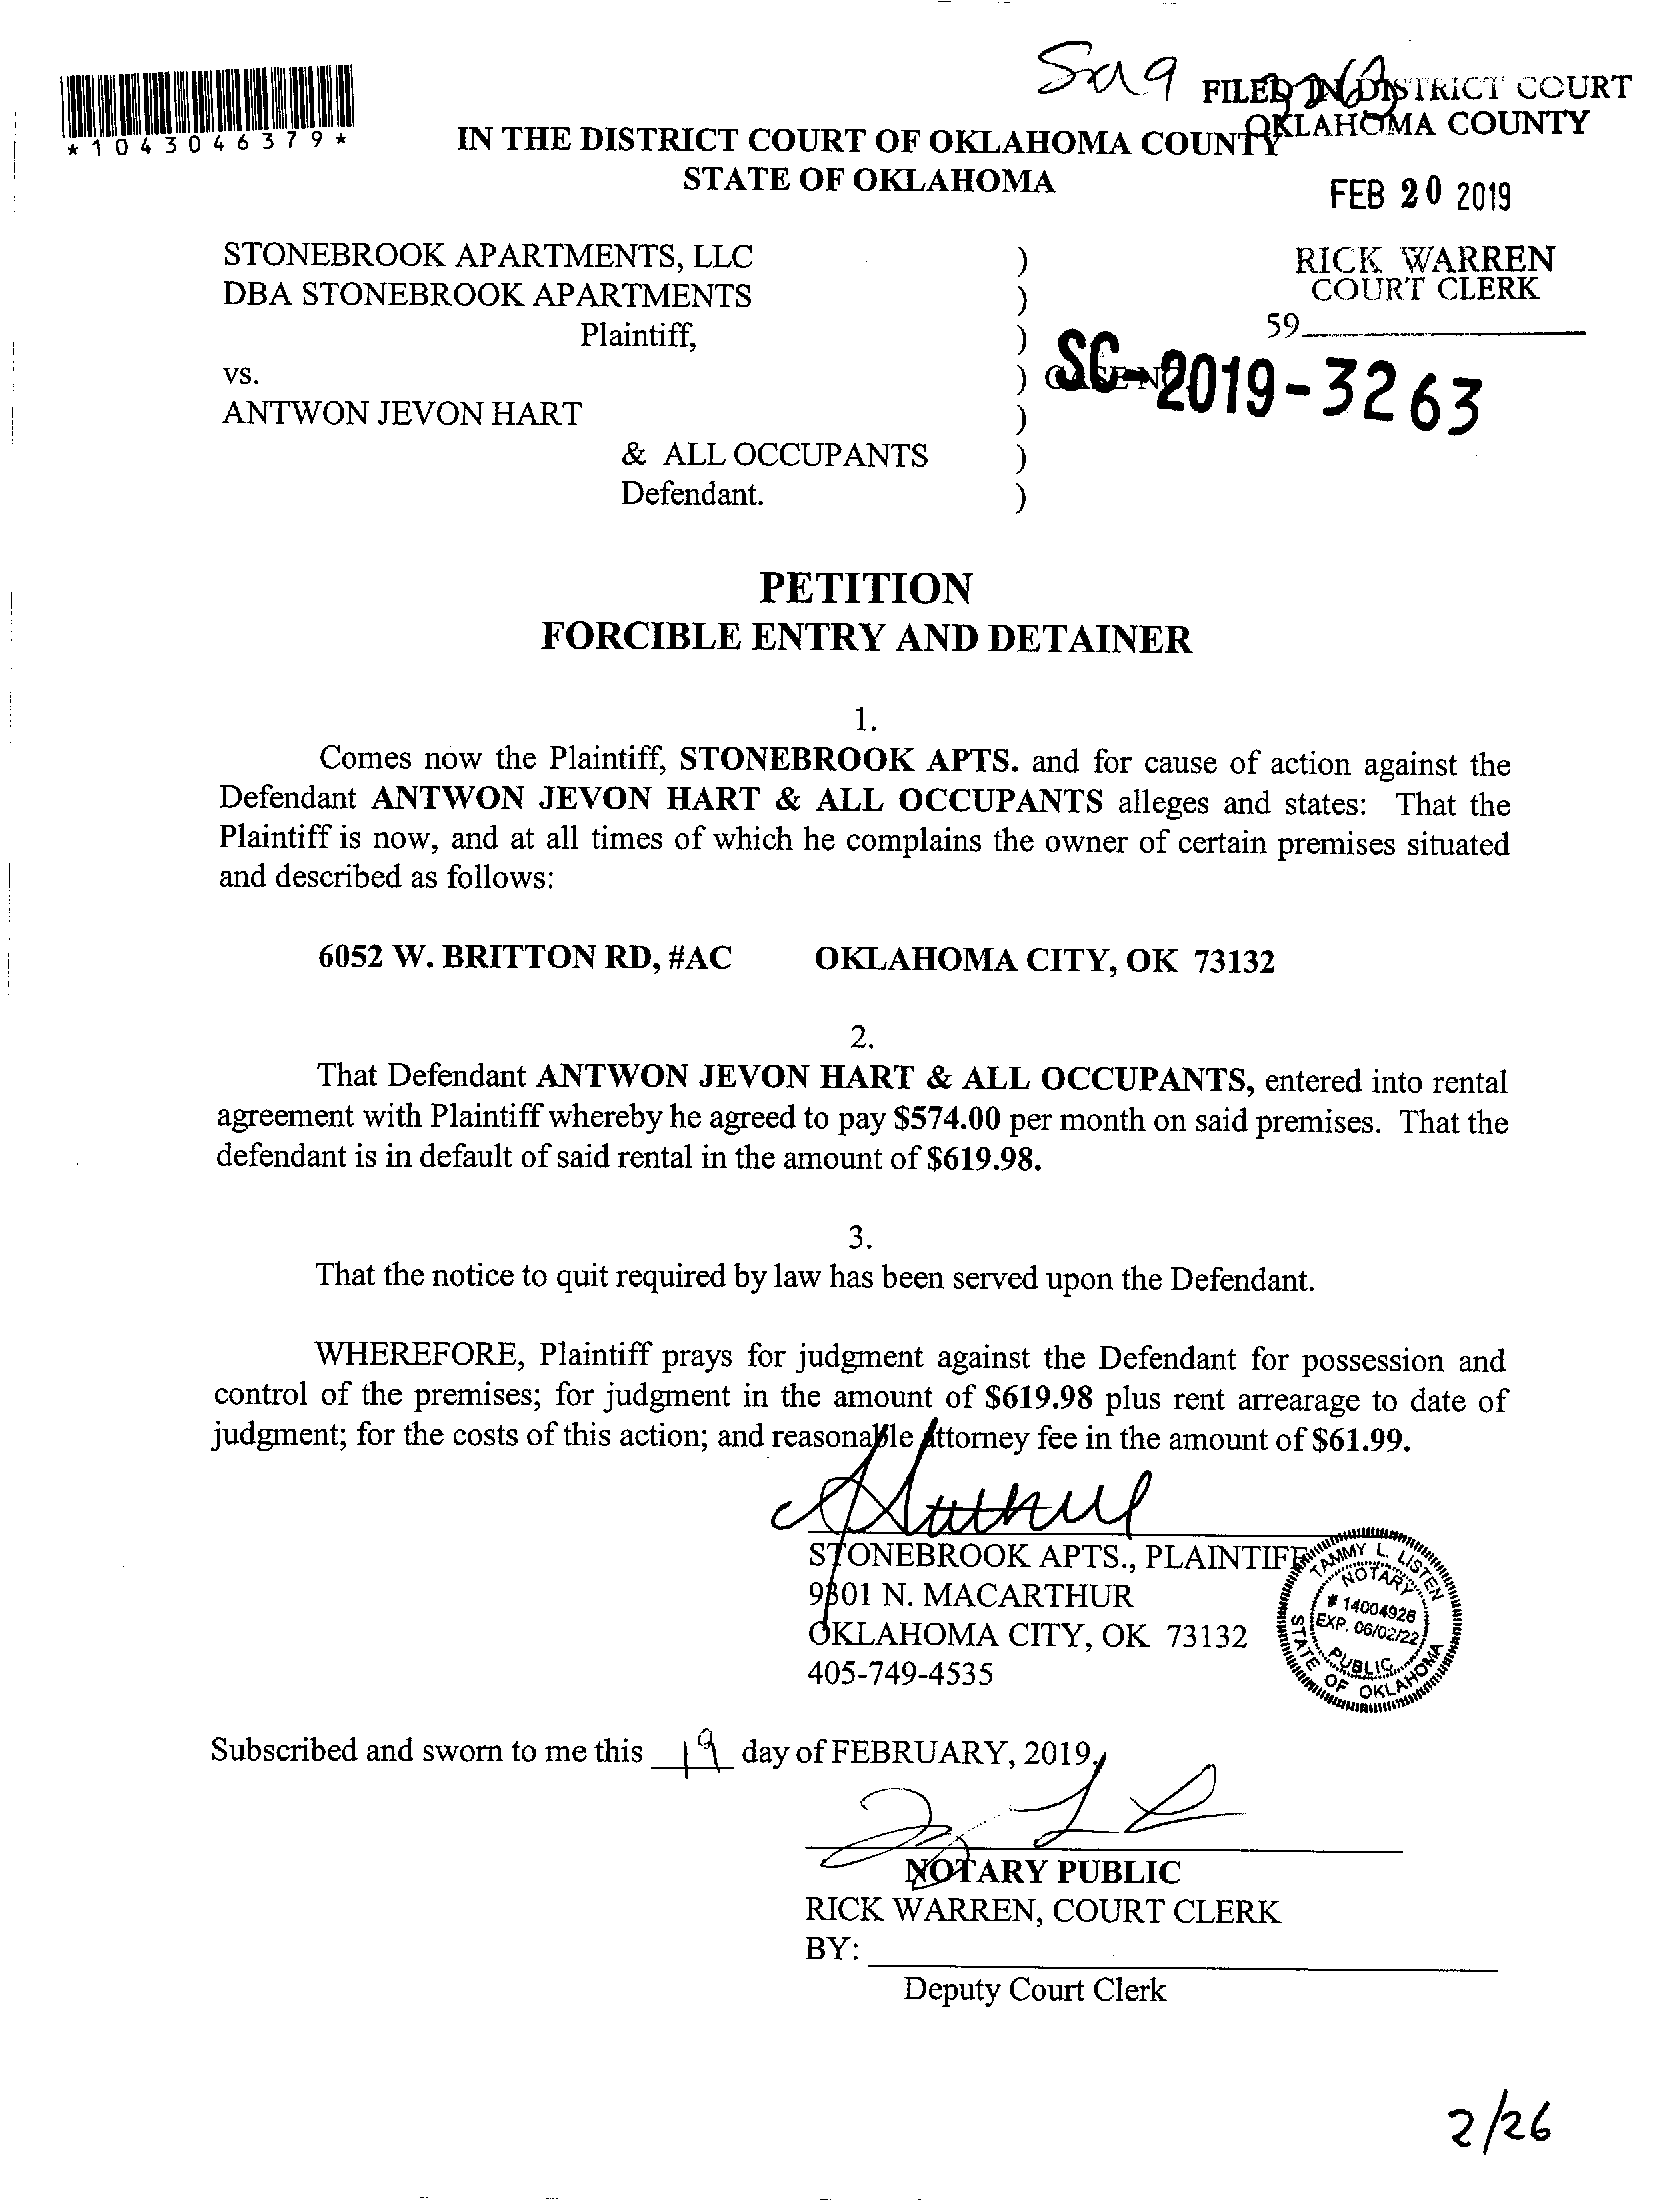 *1043046379*
FILED IN DISTRICT COURT
OKLAHOMA COUNTY
IN THE DISTRICT COURT OF OKLAHOMA COUNTY
STATE OF OKLAHOMA
FEB 20 2019
RICK WARREN
COURT CLERK
59
STONEBROOK APARTMENTS, LLC )
DBA STONEBROOK APARTMENTS )
Plaintiff, )
vs. ) CASE NO. SC-2019-3263
ANTWON JEVON HART )
& ALL OCCUPANTS )
Defendant. )
PETITION
FORCIBLE ENTRY AND DETAINER
1.
Comes now the Plaintiff, STONEBROOK APTS. and for cause of action against the
Defendant ANTWON JEVON HART & ALL OCCUPANTS alleges and states: That the
Plaintiff is now, and at all times of which he complains the owner of certain premises situated
and described as follows:
6052 W. BRITTON RD, #AC OKLAHOMA CITY, OK 73132
2.
That Defendant ANTWON JEVON HART & ALL OCCUPANTS, entered into rental
agreement with Plaintiff whereby he agreed to pay $574.00 per month on said premises. That the
defendant is in default of said rental in the amount of $619.98.
3.
That the notice to quit required by law has been served upon the Defendant.
WHEREFORE, Plaintiff prays for judgment against the Defendant for possession and
control of the premises; for judgment in the amount of $619.98 plus rent arrearage to date of
judgment; for the costs of this action; and reasonable attorney fee in the amount of $61.99.
STONEBROOK APTS., PLAINTIFF
9301 N. MACARTHUR
OKLAHOMA CITY, OK 73132
405-749-4535
TAMMY L. LISTEN
NOTARY
# 14004926
EXP. 06/02/22
PUBLIC
STATE OF OKLAHOMA
Subscribed and sworn to me this 19 day of FEBRUARY, 2019.
NOTARY PUBLIC
RICK WARREN, COURT CLERK
BY:
Deputy Court Clerk
2/26